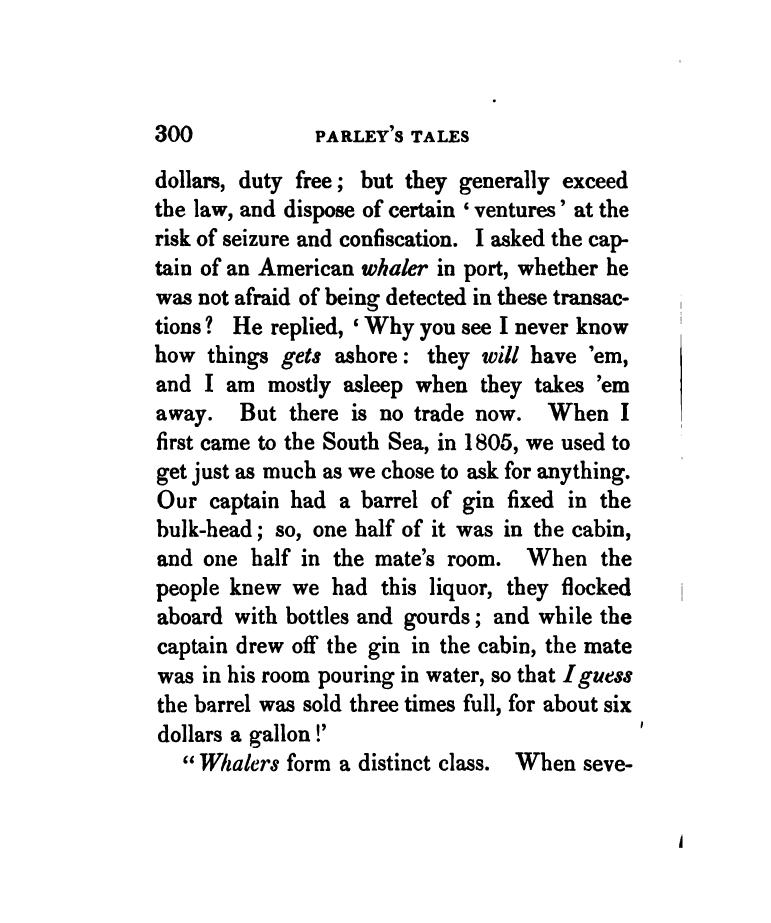 300 PARLEY'S TALES
dollars, duty free; but they generally exceed
the law, and dispose of certain ‘ventures’ at the
risk of seizure and confiscation. I asked the cap-
tain of an American whaler in port, whether he
was not afraid of being detected in these transac-
tions? He replied, ‘Why you see I never know
how things gets ashore: they will have ’em,
and I am mostly asleep when they takes ’em
away. But there is no trade now. When I
first came to the South Sea, in 1805, we used to
get just as much as we chose to ask for anything.
Our captain had a barrel of gin fixed in the
bulk-head; so, one half of it was in the cabin,
and one half in the mate’s room. When the
people knew we had this liquor, they flocked
aboard with bottles and gourds; and while the
captain drew off the gin in the cabin, the mate
was in his room pouring in water, so that I guess
the barrel was sold three times full, for about six
dollars a gallon!’
“Whalers form a distinct class. When seve-